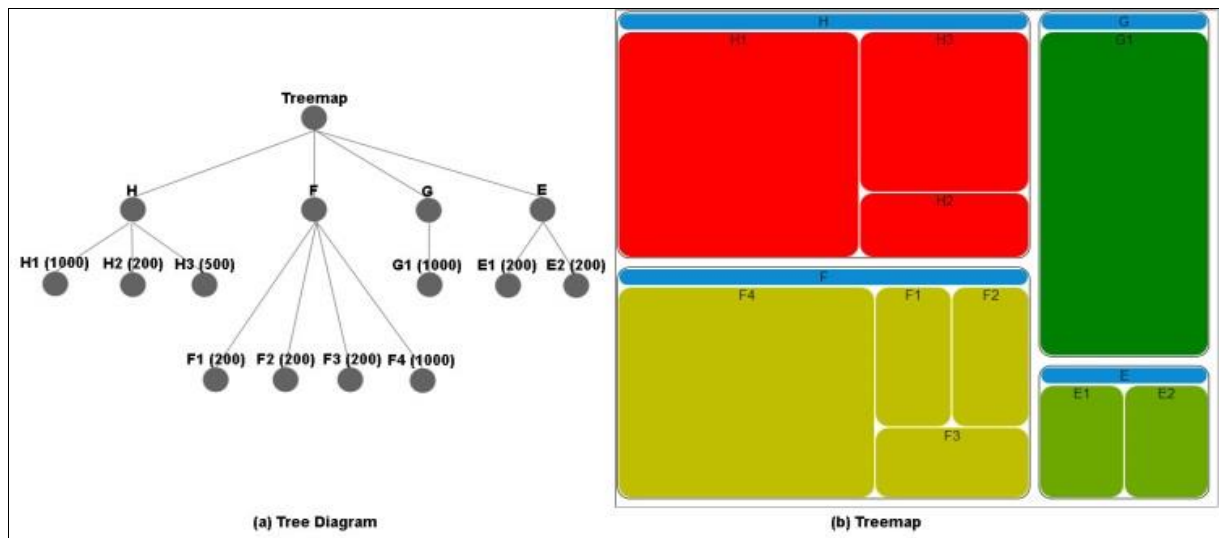 Treemap
H
F
G
E
H1 (1000)
H2 (200)
H3 (500)
G1 (1000)
E1 (200)
E2 (200)
F1 (200)
F2 (200)
F3 (200)
F4 (1000)
(a) Tree Diagram
H
H1
H3
H2
G
G1
F
F4
F1
F2
F3
E
E1
E2
(b) Treemap